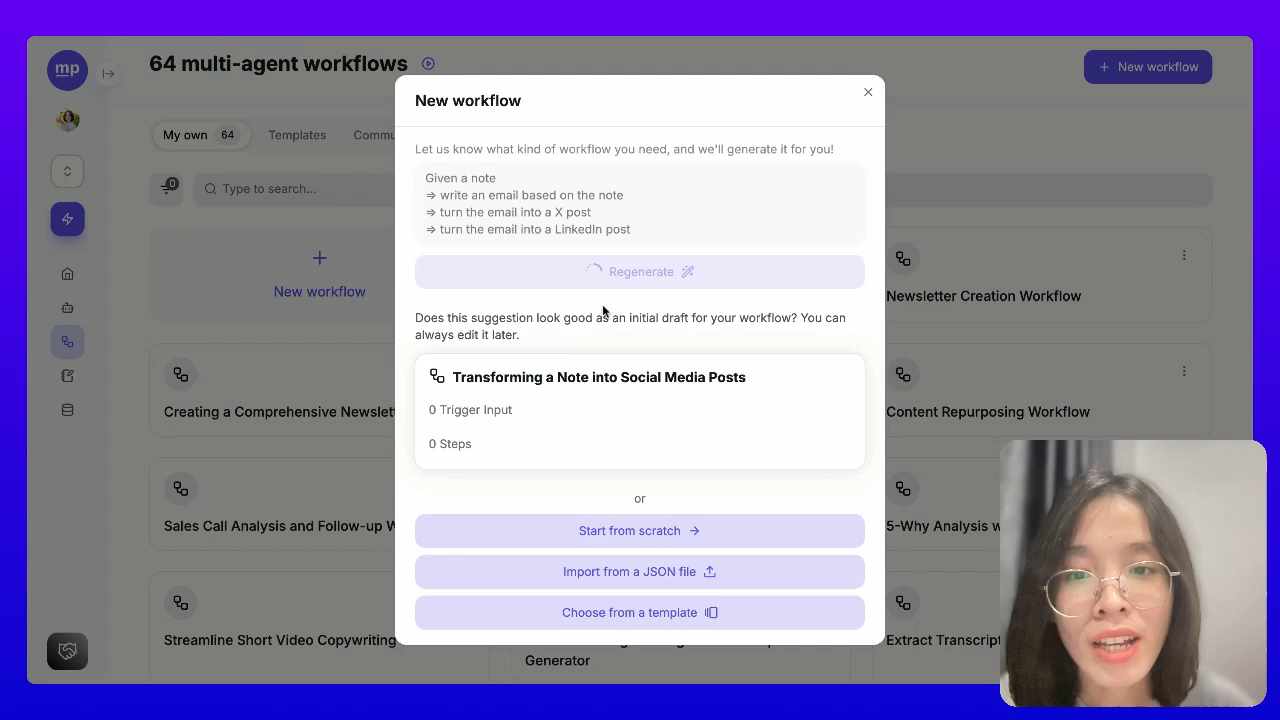 mp
64 multi-agent workflows
New workflow
My own 64
Templates
Commu
0
Type to search...
New workflow
Newsletter Creation Workflow
Creating a Comprehensive Newslett
Content Repurposing Workflow
Sales Call Analysis and Follow-up W
5-Why Analysis w
Streamline Short Video Copywriting
Generator
Extract Transcript
New workflow
Let us know what kind of workflow you need, and we'll generate it for you!
Given a note
⇒ write an email based on the note
⇒ turn the email into a X post
⇒ turn the email into a LinkedIn post
Regenerate
Does this suggestion look good as an initial draft for your workflow? You can
always edit it later.
Transforming a Note into Social Media Posts
0 Trigger Input
0 Steps
or
Start from scratch →
Import from a JSON file
Choose from a template